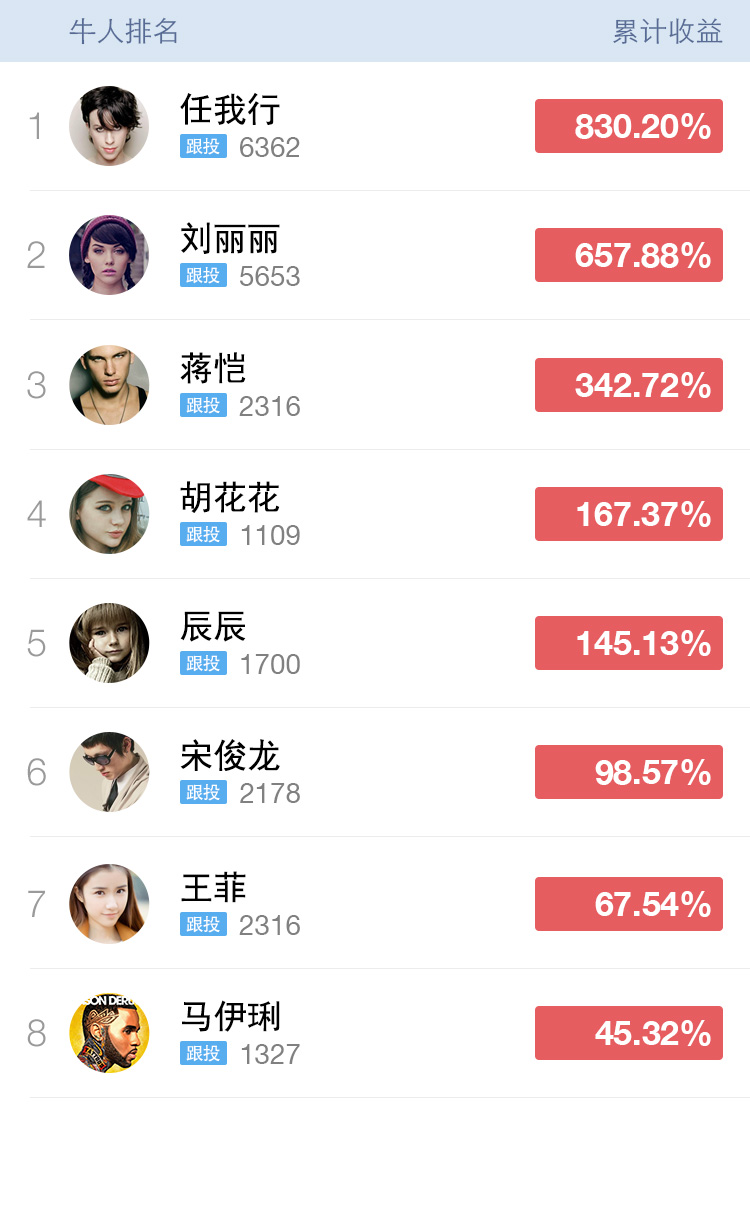 牛人排名 累计收益
1 任我行 830.20%
跟投 6362
2 刘丽丽 657.88%
跟投 5653
3 蒋恺 342.72%
跟投 2316
4 胡花花 167.37%
跟投 1109
5 辰辰 145.13%
跟投 1700
6 宋俊龙 98.57%
跟投 2178
7 王菲 67.54%
跟投 2316
8 马伊琍 45.32%
跟投 1327